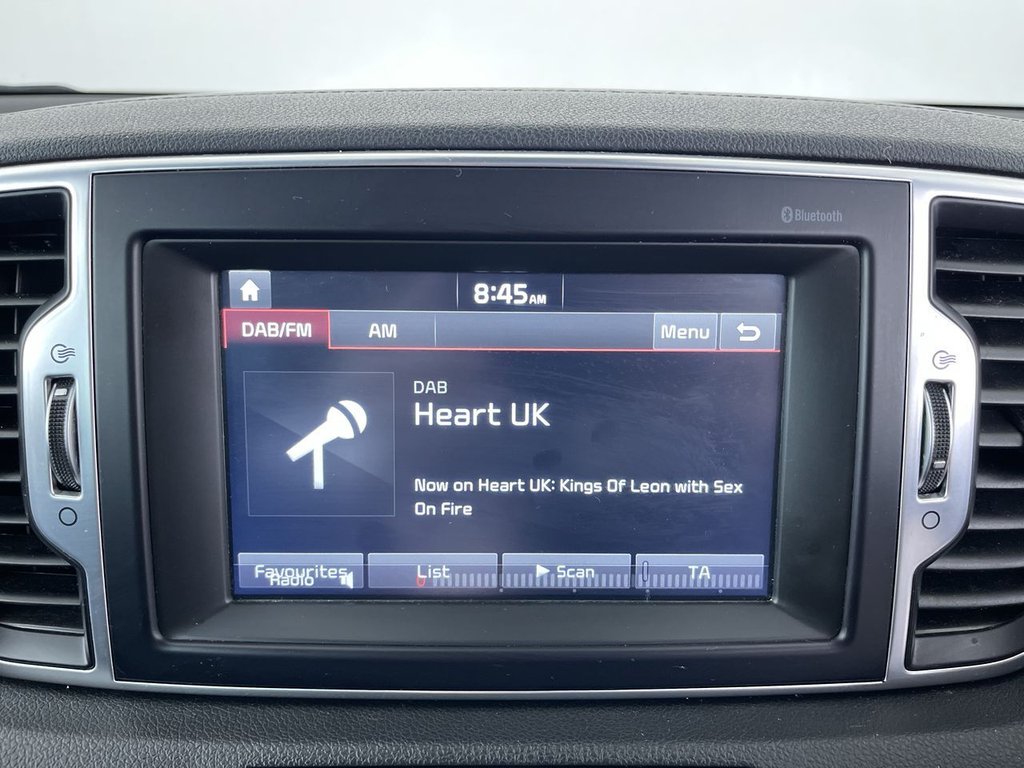 Bluetooth
8:45AM
DAB/FM AM Menu
DAB
Heart UK
Now on Heart UK: Kings Of Leon with Sex
On Fire
Favourites List Scan TA
Radio